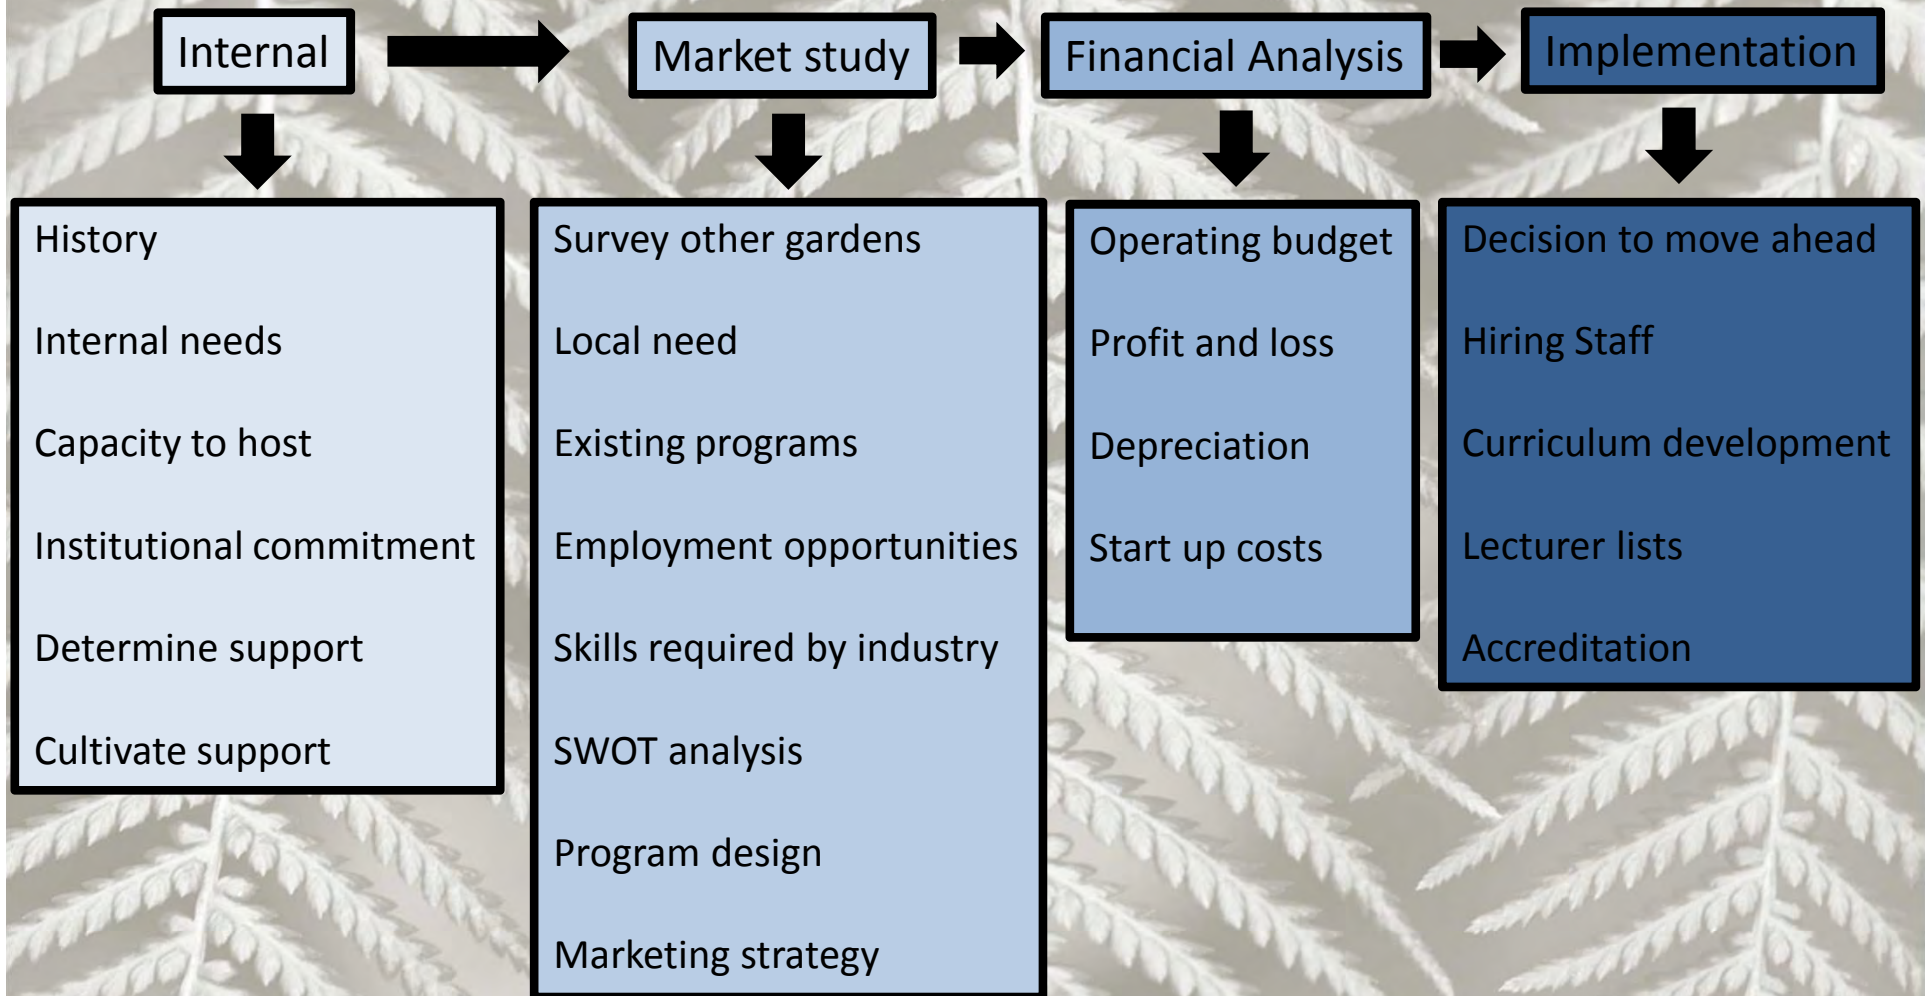 Internal
Market study
Financial Analysis
Implementation
History
Internal needs
Capacity to host
Institutional commitment
Determine support
Cultivate support
Survey other gardens
Local need
Existing programs
Employment opportunities
Skills required by industry
SWOT analysis
Program design
Marketing strategy
Operating budget
Profit and loss
Depreciation
Start up costs
Decision to move ahead
Hiring Staff
Curriculum development
Lecturer lists
Accreditation